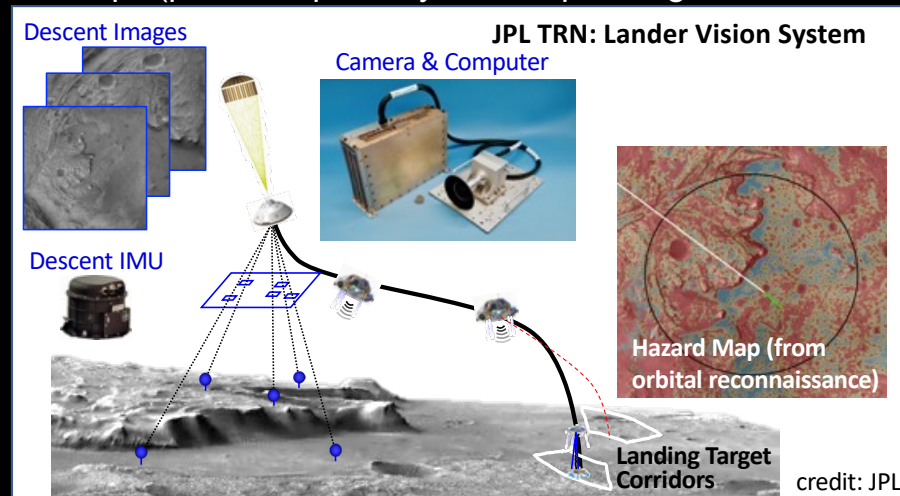 Descent Images
JPL TRN: Lander Vision System
Camera & Computer
Descent IMU
Hazard Map (from
orbital reconnaissance)
Landing Target
Corridors
credit: JPL